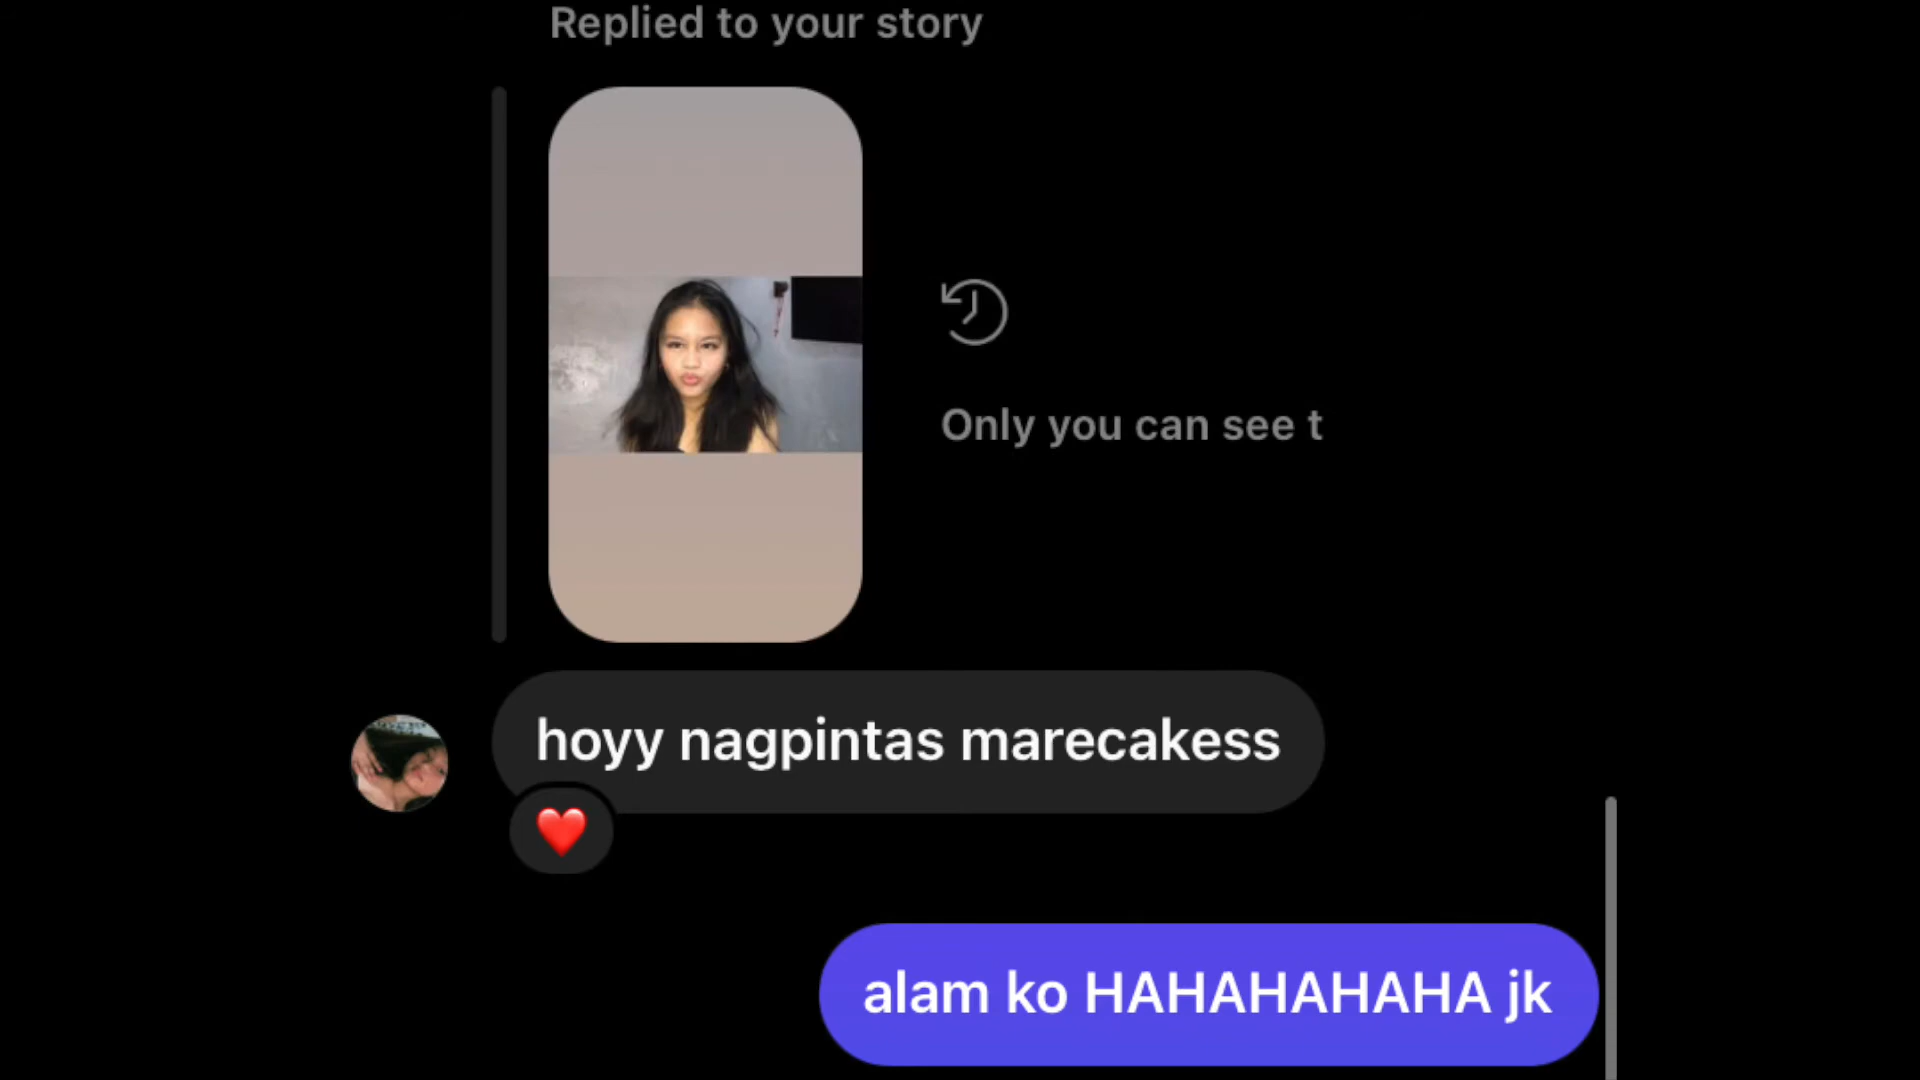 Replied to your story
Only you can see t
hoyy nagpintas marecakess
alam ko HAHAHAHAHA jk